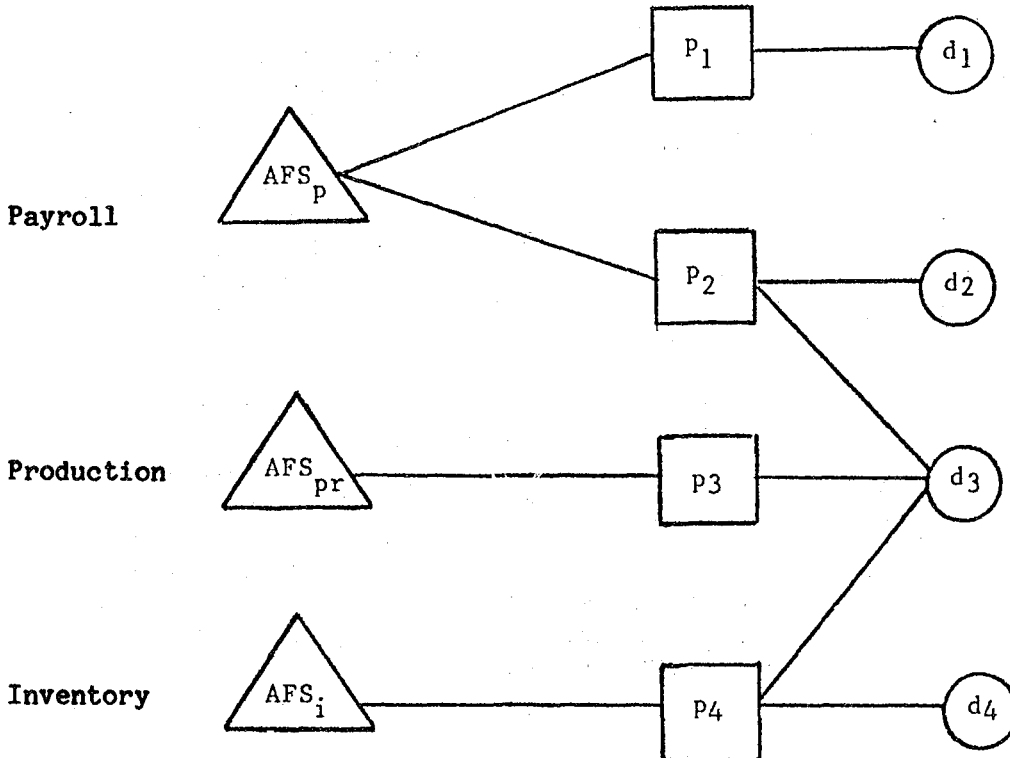 p1 d1
AFSp
Payroll
p2 d2
Production AFSpr p3 d3
Inventory AFSi p4 d4